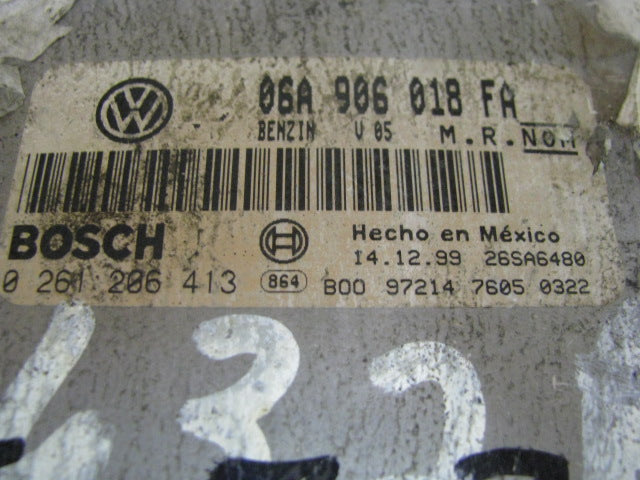 06A 906 018 FA
BENZIN V 05 M.R.NOM
BOSCH Hecho en México
14.12.99 26SA6480
0 261 206 413 864 B00 97214 7605 0322